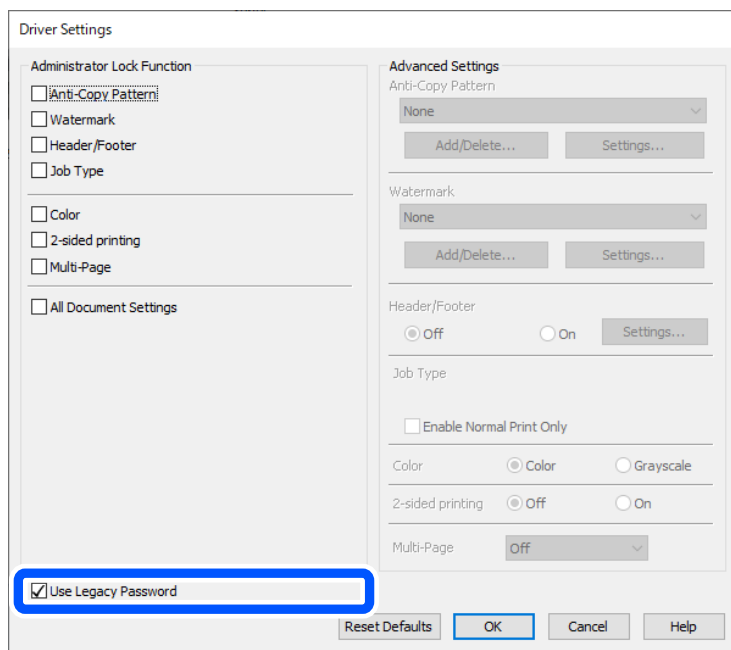 Driver Settings
Administrator Lock Function
Anti-Copy Pattern
Watermark
Header/Footer
Job Type
Color
2-sided printing
Multi-Page
All Document Settings
Use Legacy Password
Advanced Settings
Anti-Copy Pattern
None
Add/Delete... Settings...
Watermark
None
Add/Delete... Settings...
Header/Footer
Off On Settings...
Job Type
Enable Normal Print Only
Color Color Grayscale
2-sided printing Off On
Multi-Page Off
Reset Defaults OK Cancel Help